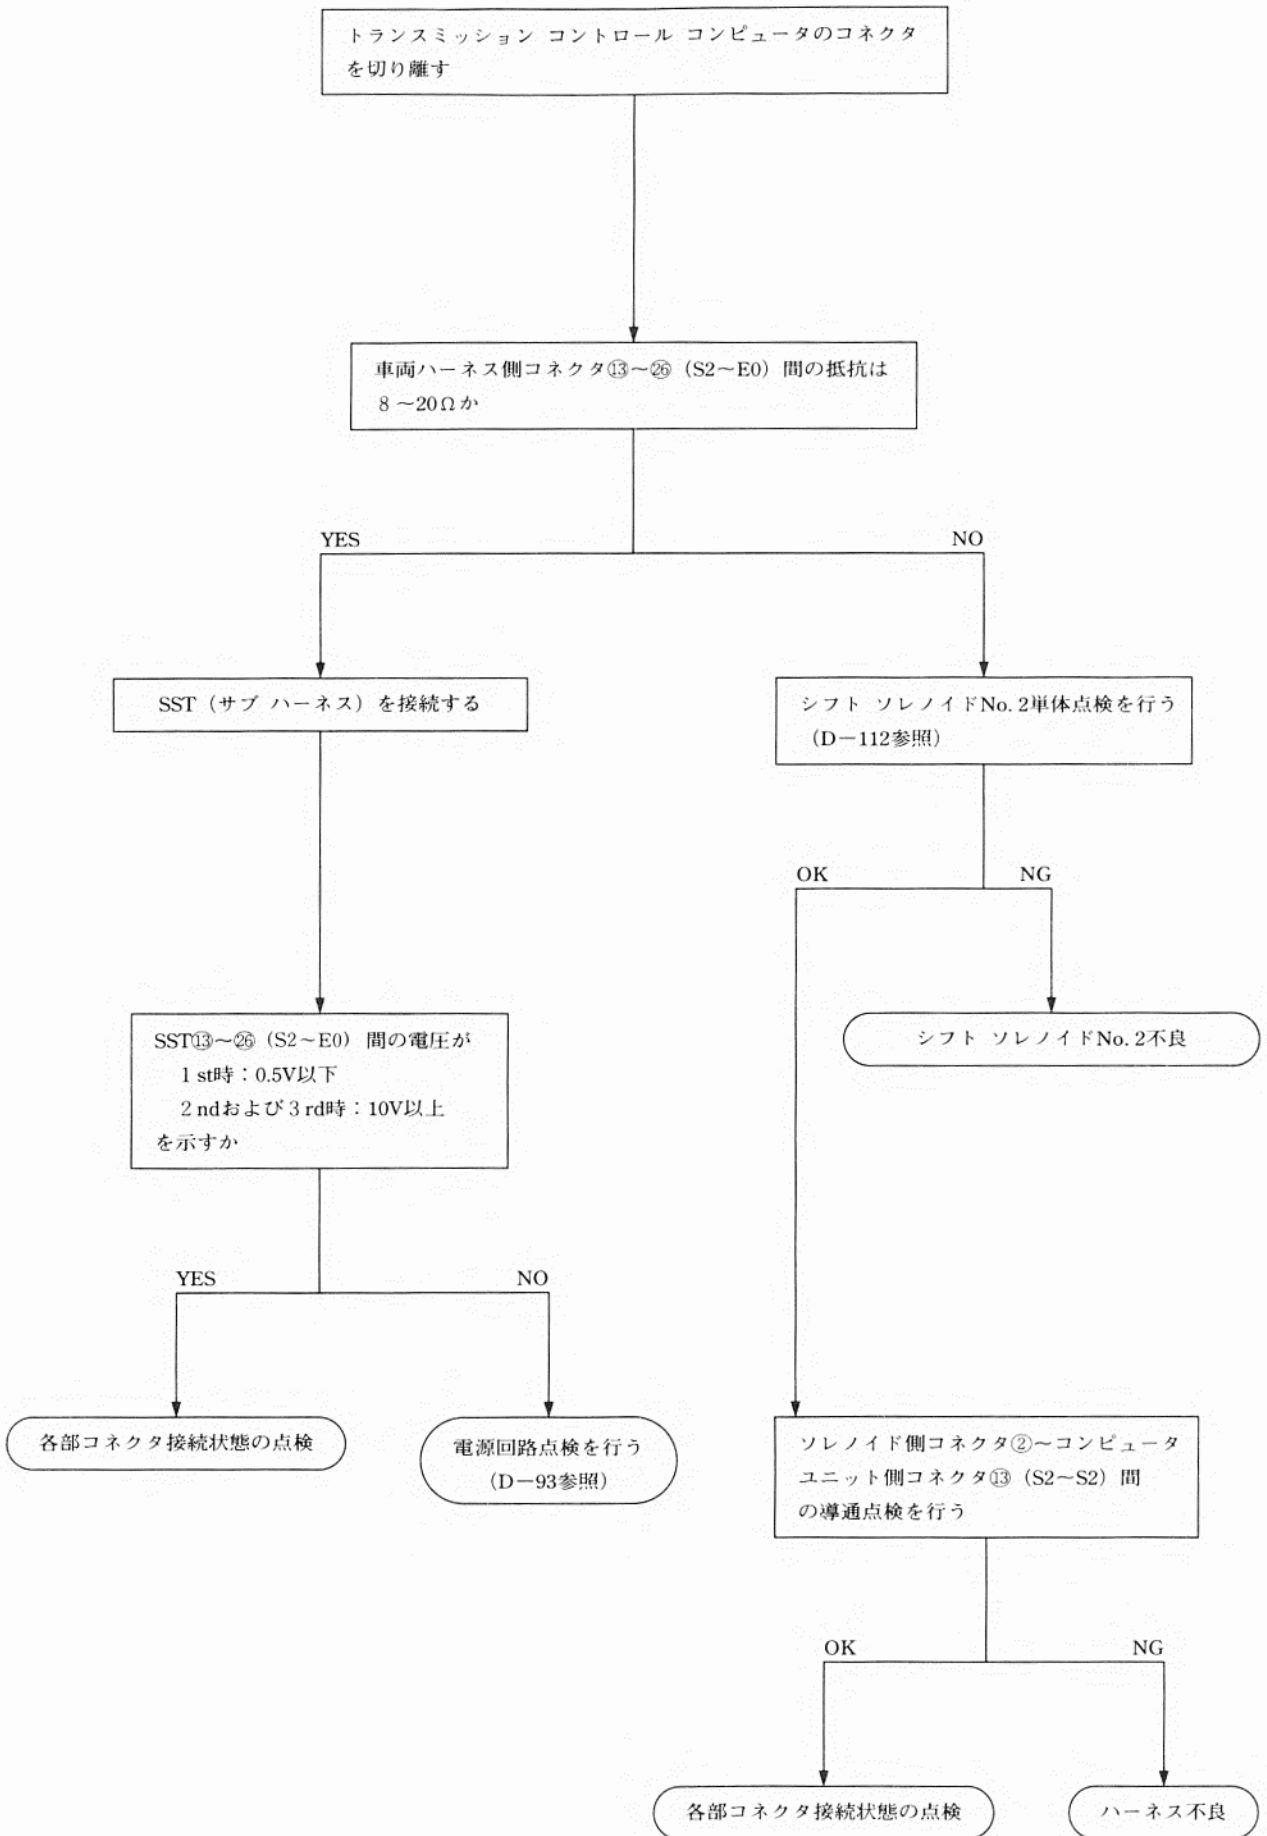 トランスミッション コントロール コンピュータのコネクタ
を切り離す
車両ハーネス側コネクタ⑬～㉖（S2～E0）間の抵抗は
8～20Ωか
YES
NO
SST（サブ ハーネス）を接続する
シフト ソレノイドNo. 2単体点検を行う
（D－112参照）
OK
NG
シフト ソレノイドNo. 2不良
SST⑬～㉖（S2～E0）間の電圧が
1st時：0.5V以下
2ndおよび3rd時：10V以上
を示すか
YES
NO
各部コネクタ接続状態の点検
電源回路点検を行う
（D－93参照）
ソレノイド側コネクタ②～コンピュータ
ユニット側コネクタ⑬（S2～S2）間
の導通点検を行う
OK
NG
各部コネクタ接続状態の点検
ハーネス不良